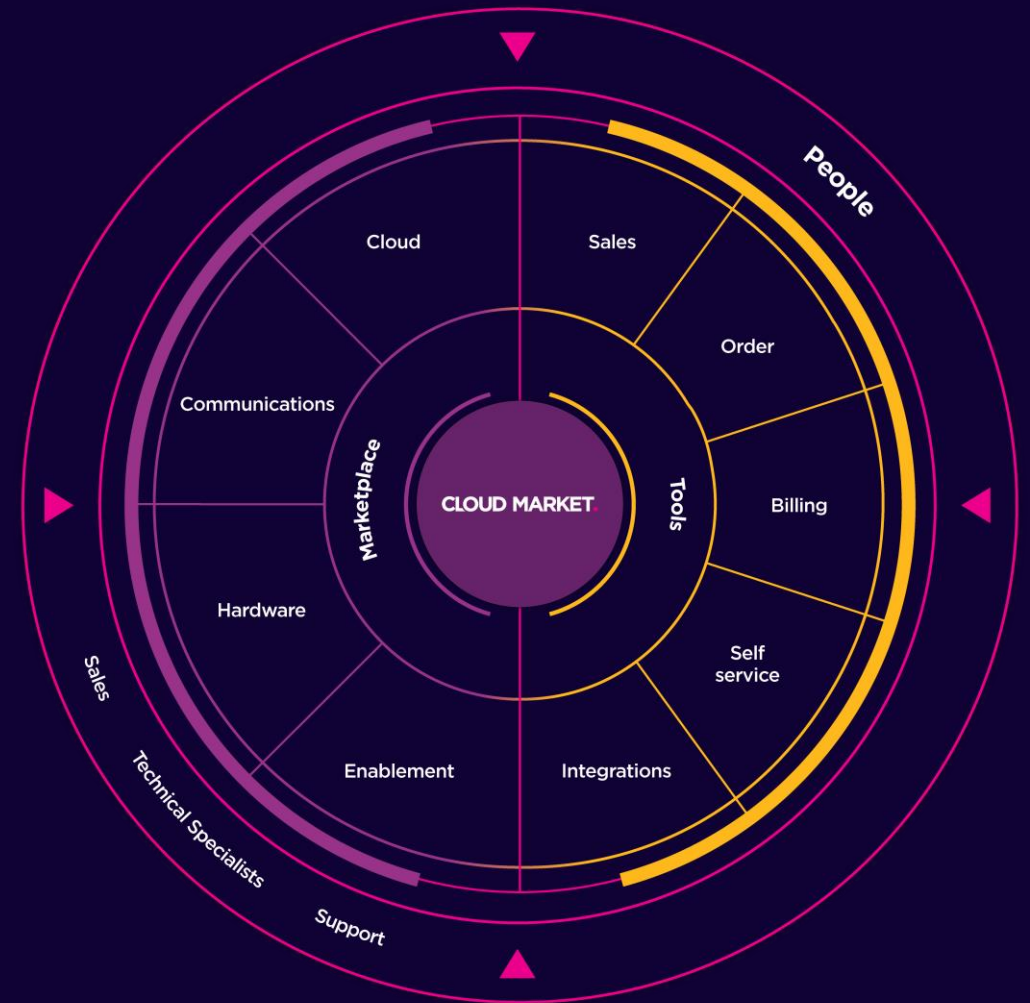 People
Cloud
Sales
Order
Communications
Marketplace
CLOUD MARKET.
Tools
Billing
Hardware
Self
service
Enablement
Integrations
Sales
Technical Specialists
Support